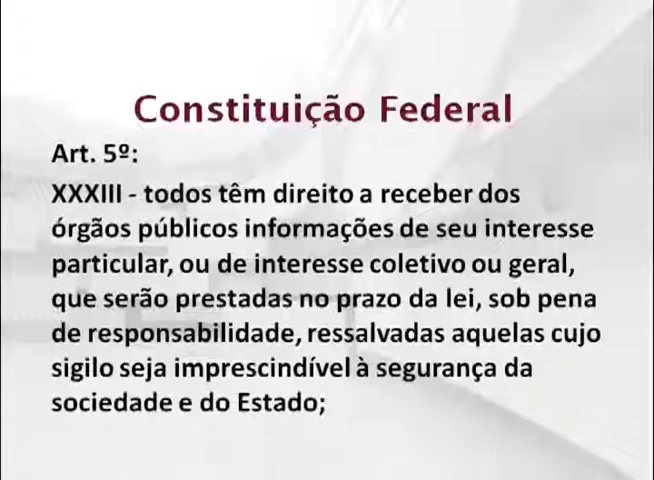 Constituição Federal
Art. 5º:
XXXIII - todos têm direito a receber dos
órgãos públicos informações de seu interesse
particular, ou de interesse coletivo ou geral,
que serão prestadas no prazo da lei, sob pena
de responsabilidade, ressalvadas aquelas cujo
sigilo seja imprescindível à segurança da
sociedade e do Estado;